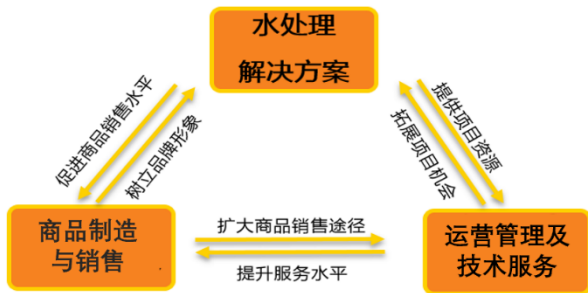 水处理
解决方案
促进商品销售水平
树立品牌形象
提供项目资源
拓展项目机会
商品制造
与销售
扩大商品销售途径
提升服务水平
运营管理及
技术服务